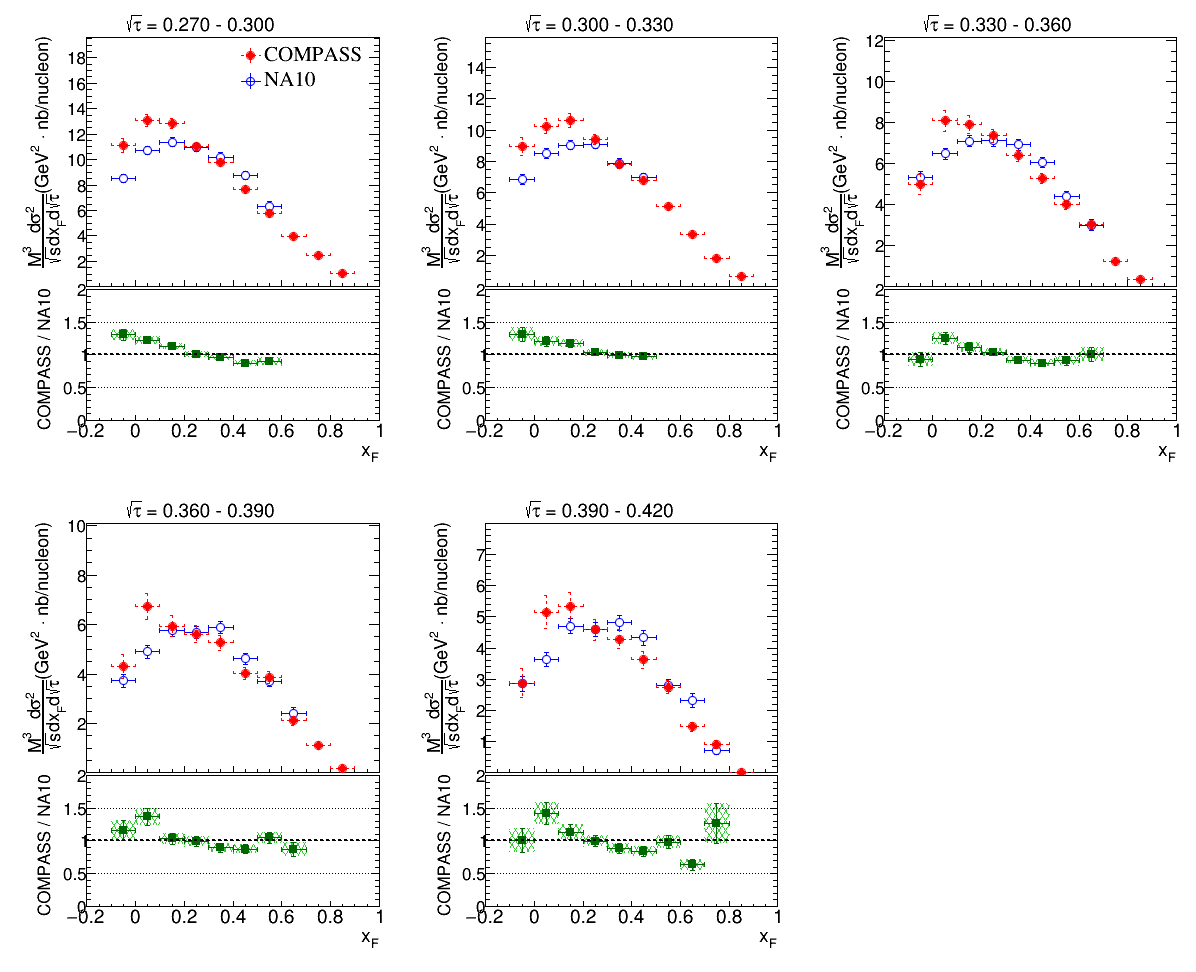 √τ = 0.270 - 0.300
M³/√s dσ²/dx_F d√τ (GeV² · nb/nucleon)
18
16
14
12
10
8
6
4
2
COMPASS
NA10
COMPASS / NA10
2
1.5
1
0.5
0
−0.2 0 0.2 0.4 0.6 0.8 1
x_F
√τ = 0.300 - 0.330
M³/√s dσ²/dx_F d√τ (GeV² · nb/nucleon)
14
12
10
8
6
4
2
COMPASS / NA10
2
1.5
1
0.5
0
−0.2 0 0.2 0.4 0.6 0.8 1
x_F
√τ = 0.330 - 0.360
M³/√s dσ²/dx_F d√τ (GeV² · nb/nucleon)
12
10
8
6
4
2
COMPASS / NA10
2
1.5
1
0.5
0
−0.2 0 0.2 0.4 0.6 0.8 1
x_F
√τ = 0.360 - 0.390
M³/√s dσ²/dx_F d√τ (GeV² · nb/nucleon)
10
8
6
4
2
COMPASS / NA10
2
1.5
1
0.5
0
−0.2 0 0.2 0.4 0.6 0.8 1
x_F
√τ = 0.390 - 0.420
M³/√s dσ²/dx_F d√τ (GeV² · nb/nucleon)
7
6
5
4
3
2
1
COMPASS / NA10
2
1.5
1
0.5
0
−0.2 0 0.2 0.4 0.6 0.8 1
x_F